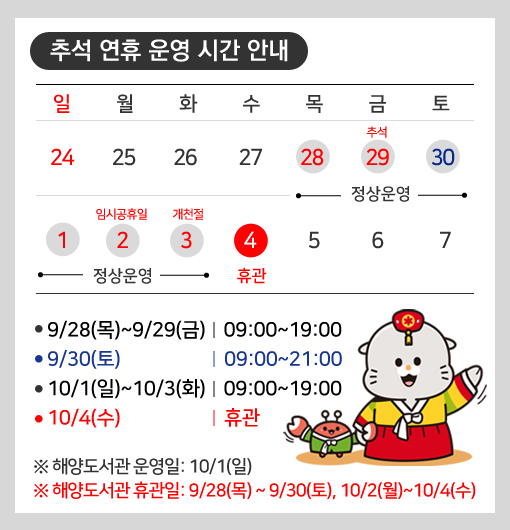 추석 연휴 운영 시간 안내
일 월 화 수 목 금 토
추석
24 25 26 27 28 29 30
정상운영
임시공휴일 개천절
1 2 3 4 5 6 7
정상운영 휴관
• 9/28(목)~9/29(금) | 09:00~19:00
• 9/30(토) | 09:00~21:00
• 10/1(일)~10/3(화) | 09:00~19:00
• 10/4(수) | 휴관
※ 해양도서관 운영일: 10/1(일)
※ 해양도서관 휴관일: 9/28(목) ~ 9/30(토), 10/2(월)~10/4(수)